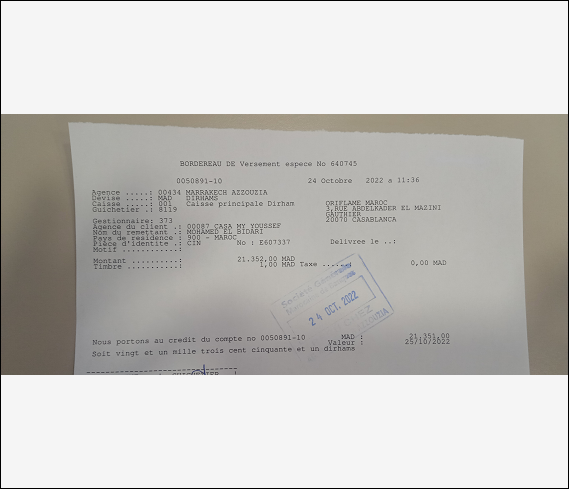 BORDEREAU DE Versement espece No 640745
0050891-10 24 Octobre 2022 a 11:36
Agence .....: 00434 MARRAKECH AZZOUZIA
Devise .....: MAD DIRHAMS ORIFLAME MAROC
Caisse .....: 001 Caisse principale Dirham 3,RUE ABDELKADER EL MAZINI
Guichetier .: 8119 GAUTHIER
20070 CASABLANCA
Gestionnaire: 373
Agence du client .: 00087 CASA MY YOUSSEF
Nom du remettant .: MOHAMED EL BIDARI
Pays de residence : 900 - MAROC
Pièce d'identite .: CIN No : E607337 Delivree le ..:
Motif ...........:
Montant ..........: 21.352,00 MAD
Timbre ...........: 1,00 MAD Taxe ...... 0,00 MAD
Societe Generale
24 OCT. 2022
Nous portons au credit du compte no 0050891-10 MAD : 21.351,00
Valeur : 25/10/2022
Soit vingt et un mille trois cent cinquante et un dirhams